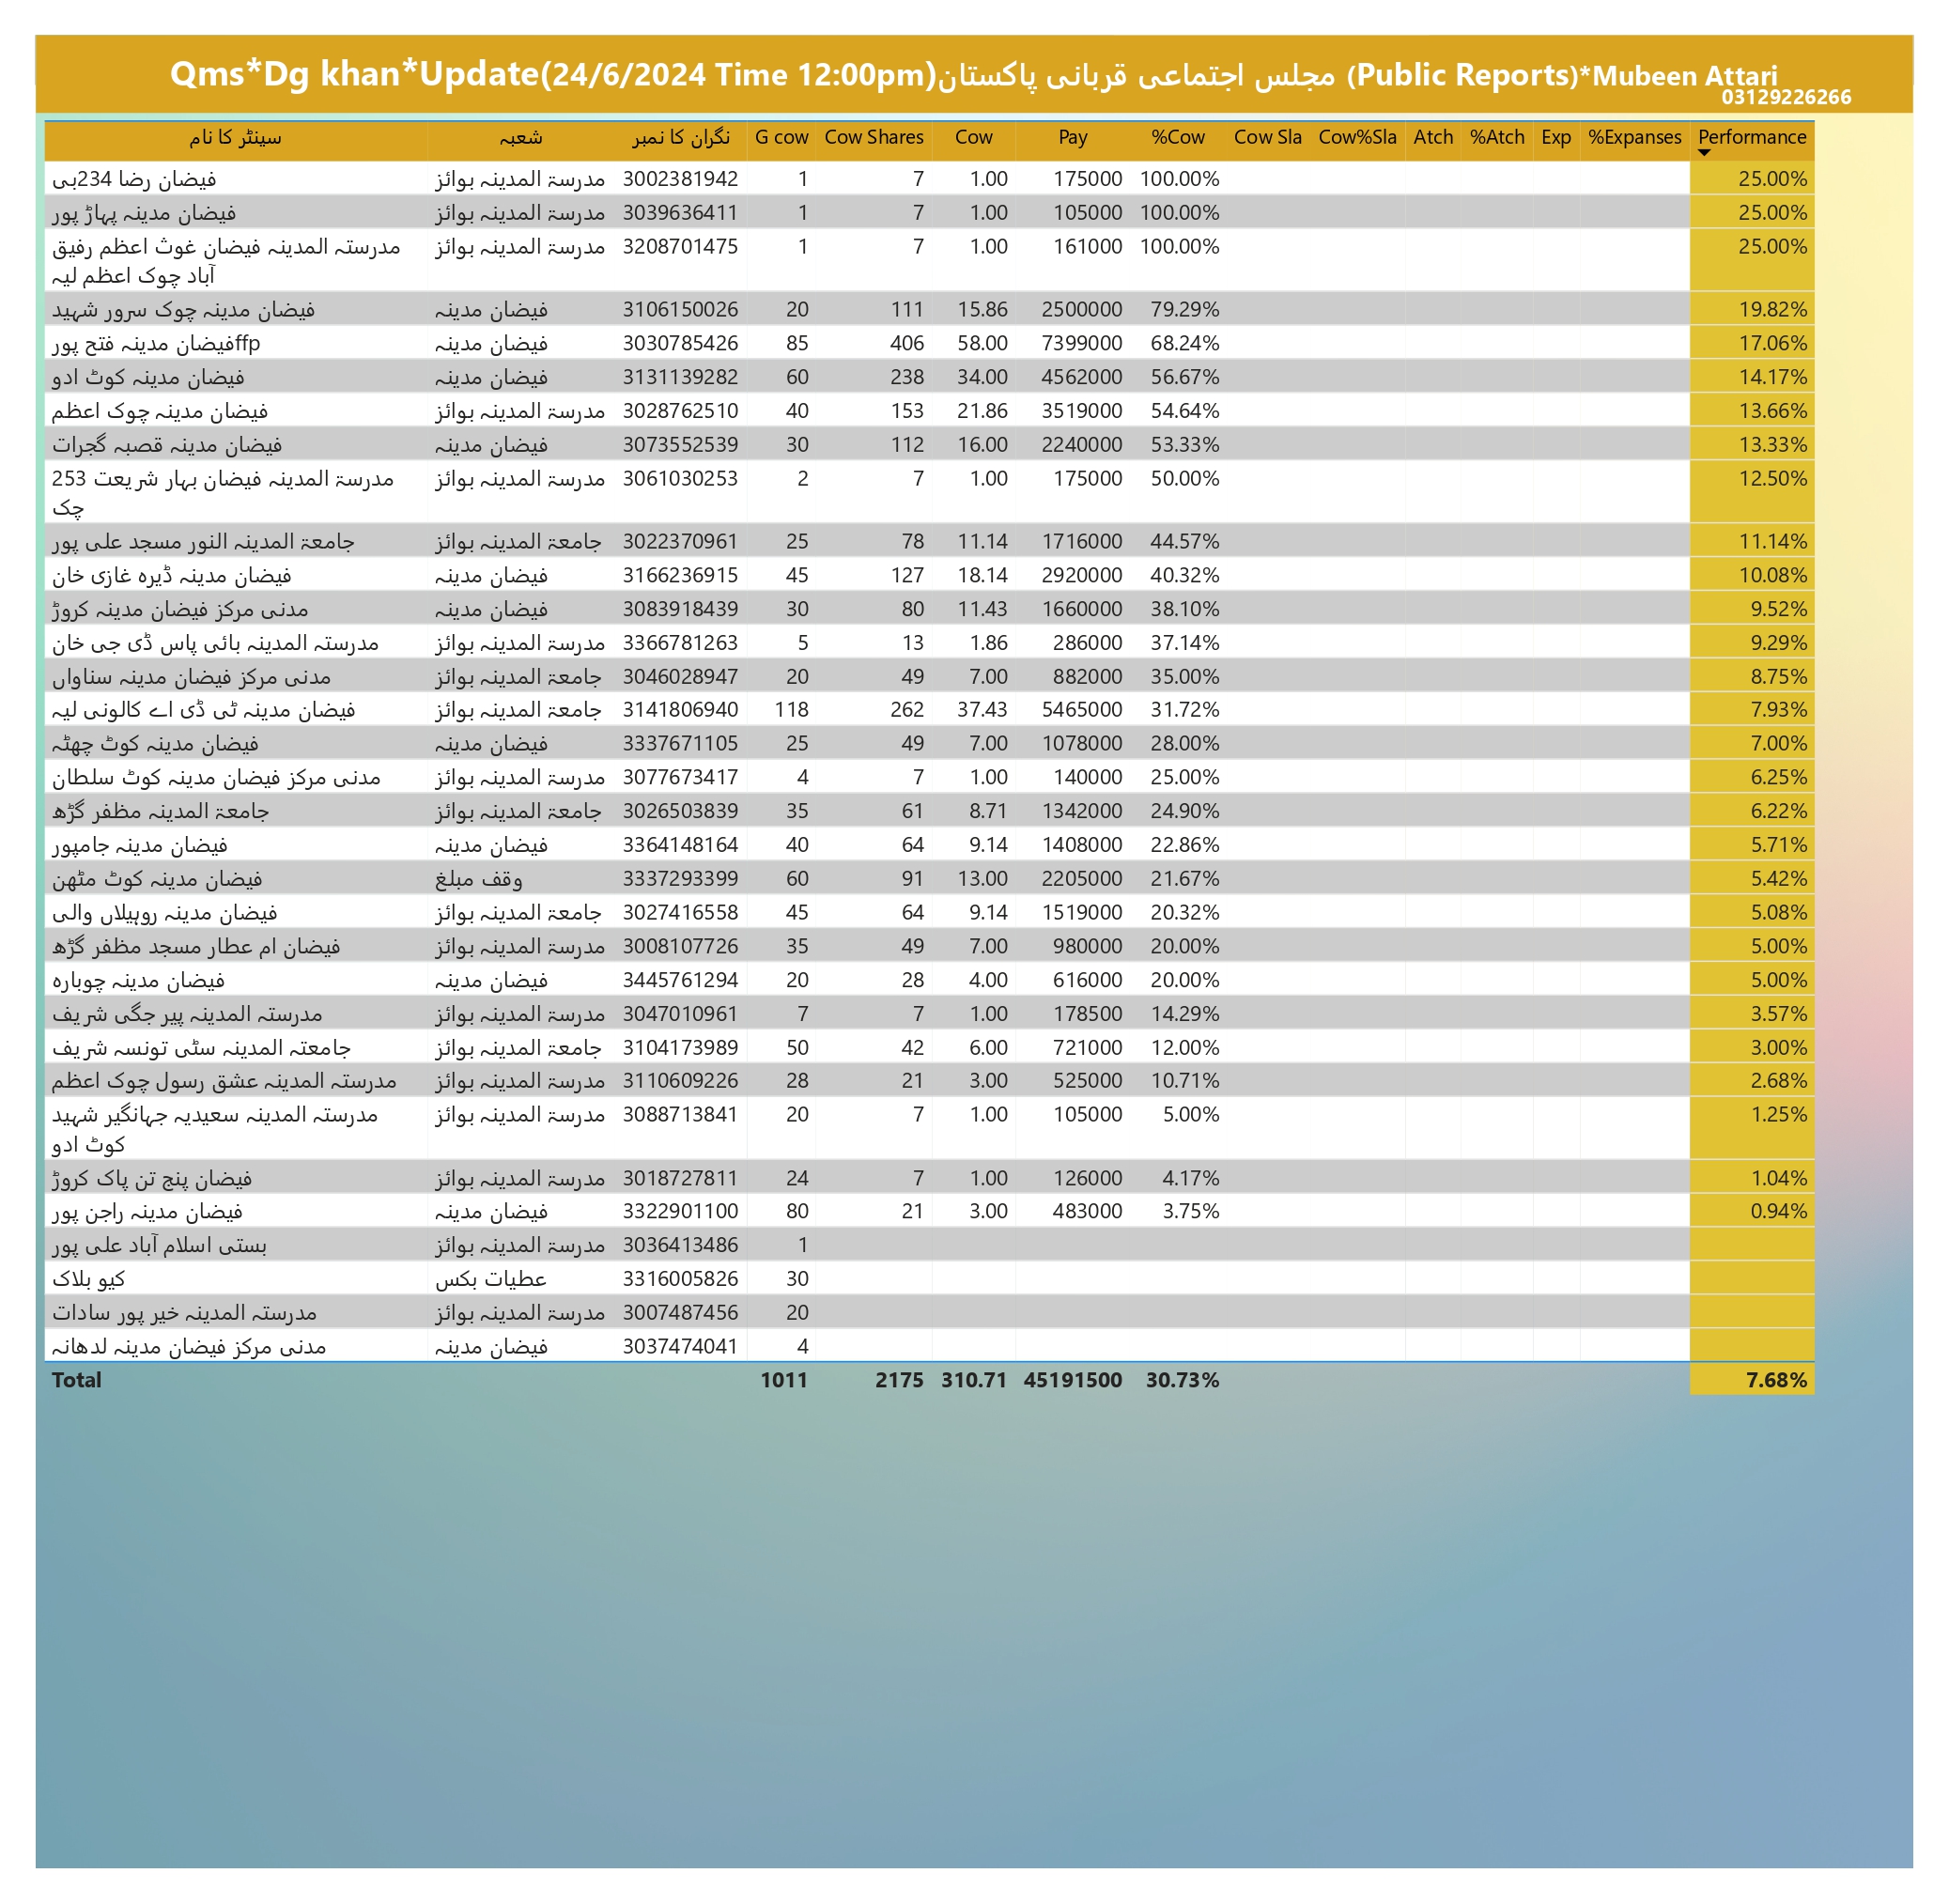 Qms*Dg khan*Update(24/6/2024 Time 12:00pm)مجلس اجتماعی قربانی پاکستان (Public Reports)*Mubeen Attari
03129226266
سینٹر کا نام شعبہ نگران کا نمبر G cow Cow Shares Cow Pay %Cow Cow Sla Cow%Sla Atch %Atch Exp %Expanses Performance
فیضان رضا 234بی مدرسۃ المدینہ بوائز 3002381942 1 7 1.00 175000 100.00% 25.00%
فیضان مدینہ پہاڑ پور مدرسۃ المدینہ بوائز 3039636411 1 7 1.00 105000 100.00% 25.00%
مدرستہ المدینہ فیضان غوث اعظم رفیق مدرسۃ المدینہ بوائز 3208701475 1 7 1.00 161000 100.00% 25.00%
آباد چوک اعظم لیہ
فیضان مدینہ چوک سرور شہید فیضان مدینہ 3106150026 20 111 15.86 2500000 79.29% 19.82%
فیضان مدینہ فتح پورffp فیضان مدینہ 3030785426 85 406 58.00 7399000 68.24% 17.06%
فیضان مدینہ کوٹ ادو فیضان مدینہ 3131139282 60 238 34.00 4562000 56.67% 14.17%
فیضان مدینہ چوک اعظم مدرسۃ المدینہ بوائز 3028762510 40 153 21.86 3519000 54.64% 13.66%
فیضان مدینہ قصبہ گجرات فیضان مدینہ 3073552539 30 112 16.00 2240000 53.33% 13.33%
مدرسۃ المدینہ فیضان بہار شریعت 253 مدرسۃ المدینہ بوائز 3061030253 2 7 1.00 175000 50.00% 12.50%
چک
جامعۃ المدینہ النور مسجد علی پور جامعۃ المدینہ بوائز 3022370961 25 78 11.14 1716000 44.57% 11.14%
فیضان مدینہ ڈیرہ غازی خان فیضان مدینہ 3166236915 45 127 18.14 2920000 40.32% 10.08%
مدنی مرکز فیضان مدینہ کروڑ فیضان مدینہ 3083918439 30 80 11.43 1660000 38.10% 9.52%
مدرستہ المدینہ بائی پاس ڈی جی خان مدرسۃ المدینہ بوائز 3366781263 5 13 1.86 286000 37.14% 9.29%
مدنی مرکز فیضان مدینہ سناواں جامعۃ المدینہ بوائز 3046028947 20 49 7.00 882000 35.00% 8.75%
فیضان مدینہ ٹی ڈی اے کالونی لیہ جامعۃ المدینہ بوائز 3141806940 118 262 37.43 5465000 31.72% 7.93%
فیضان مدینہ کوٹ چھٹہ فیضان مدینہ 3337671105 25 49 7.00 1078000 28.00% 7.00%
مدنی مرکز فیضان مدینہ کوٹ سلطان مدرسۃ المدینہ بوائز 3077673417 4 7 1.00 140000 25.00% 6.25%
جامعۃ المدینہ مظفر گڑھ جامعۃ المدینہ بوائز 3026503839 35 61 8.71 1342000 24.90% 6.22%
فیضان مدینہ جامپور فیضان مدینہ 3364148164 40 64 9.14 1408000 22.86% 5.71%
فیضان مدینہ کوٹ مٹھن وقف مبلغ 3337293399 60 91 13.00 2205000 21.67% 5.42%
فیضان مدینہ روہیلاں والی جامعۃ المدینہ بوائز 3027416558 45 64 9.14 1519000 20.32% 5.08%
فیضان ام عطار مسجد مظفر گڑھ مدرسۃ المدینہ بوائز 3008107726 35 49 7.00 980000 20.00% 5.00%
فیضان مدینہ چوبارہ فیضان مدینہ 3445761294 20 28 4.00 616000 20.00% 5.00%
مدرستہ المدینہ پیر جگی شریف مدرسۃ المدینہ بوائز 3047010961 7 7 1.00 178500 14.29% 3.57%
جامعتہ المدینہ سٹی تونسہ شریف جامعۃ المدینہ بوائز 3104173989 50 42 6.00 721000 12.00% 3.00%
مدرستہ المدینہ عشق رسول چوک اعظم مدرسۃ المدینہ بوائز 3110609226 28 21 3.00 525000 10.71% 2.68%
مدرستہ المدینہ سعیدیہ جہانگیر شہید مدرسۃ المدینہ بوائز 3088713841 20 7 1.00 105000 5.00% 1.25%
کوٹ ادو
فیضان پنج تن پاک کروڑ مدرسۃ المدینہ بوائز 3018727811 24 7 1.00 126000 4.17% 1.04%
فیضان مدینہ راجن پور فیضان مدینہ 3322901100 80 21 3.00 483000 3.75% 0.94%
بستی اسلام آباد علی پور مدرسۃ المدینہ بوائز 3036413486 1
کیو بلاک عطیات بکس 3316005826 30
مدرستہ المدینہ خیر پور سادات مدرسۃ المدینہ بوائز 3007487456 20
مدنی مرکز فیضان مدینہ لدھانہ فیضان مدینہ 3037474041 4
Total 1011 2175 310.71 45191500 30.73% 7.68%